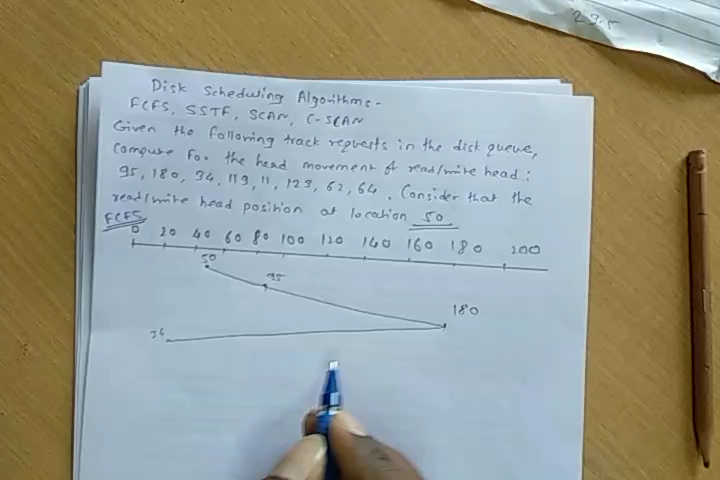 29.5
Disk Scheduling Algorithms -
FCFS, SSTF, SCAN, C-SCAN
Given the following track requests in the disk queue,
compute for the head movement of read/write head :
95, 180, 34, 119, 11, 123, 62, 64. Consider that the
read/write head position at location 50.
FCFS
0 20 40 60 80 100 120 140 160 180 200
50
95
180
34